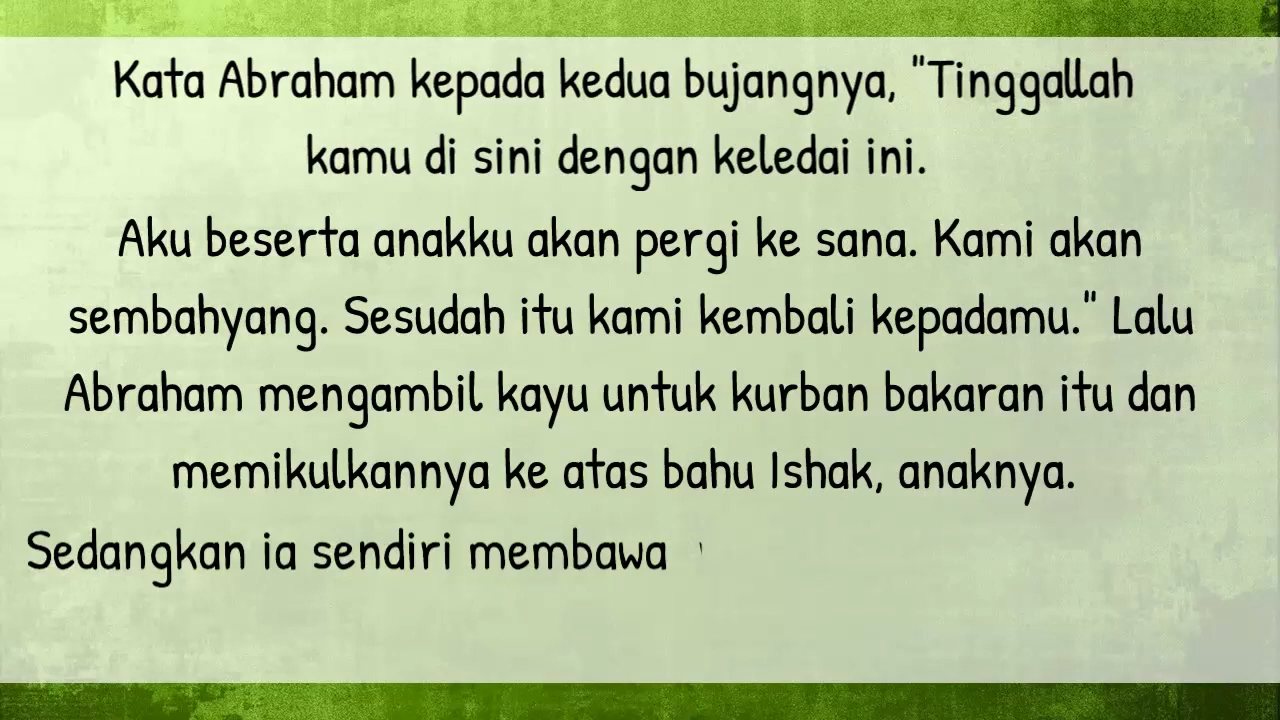 Kata Abraham kepada kedua bujangnya, "Tinggallah
kamu di sini dengan keledai ini.
Aku beserta anakku akan pergi ke sana. Kami akan
sembahyang. Sesudah itu kami kembali kepadamu." Lalu
Abraham mengambil kayu untuk kurban bakaran itu dan
memikulkannya ke atas bahu Ishak, anaknya.
Sedangkan ia sendiri membawa